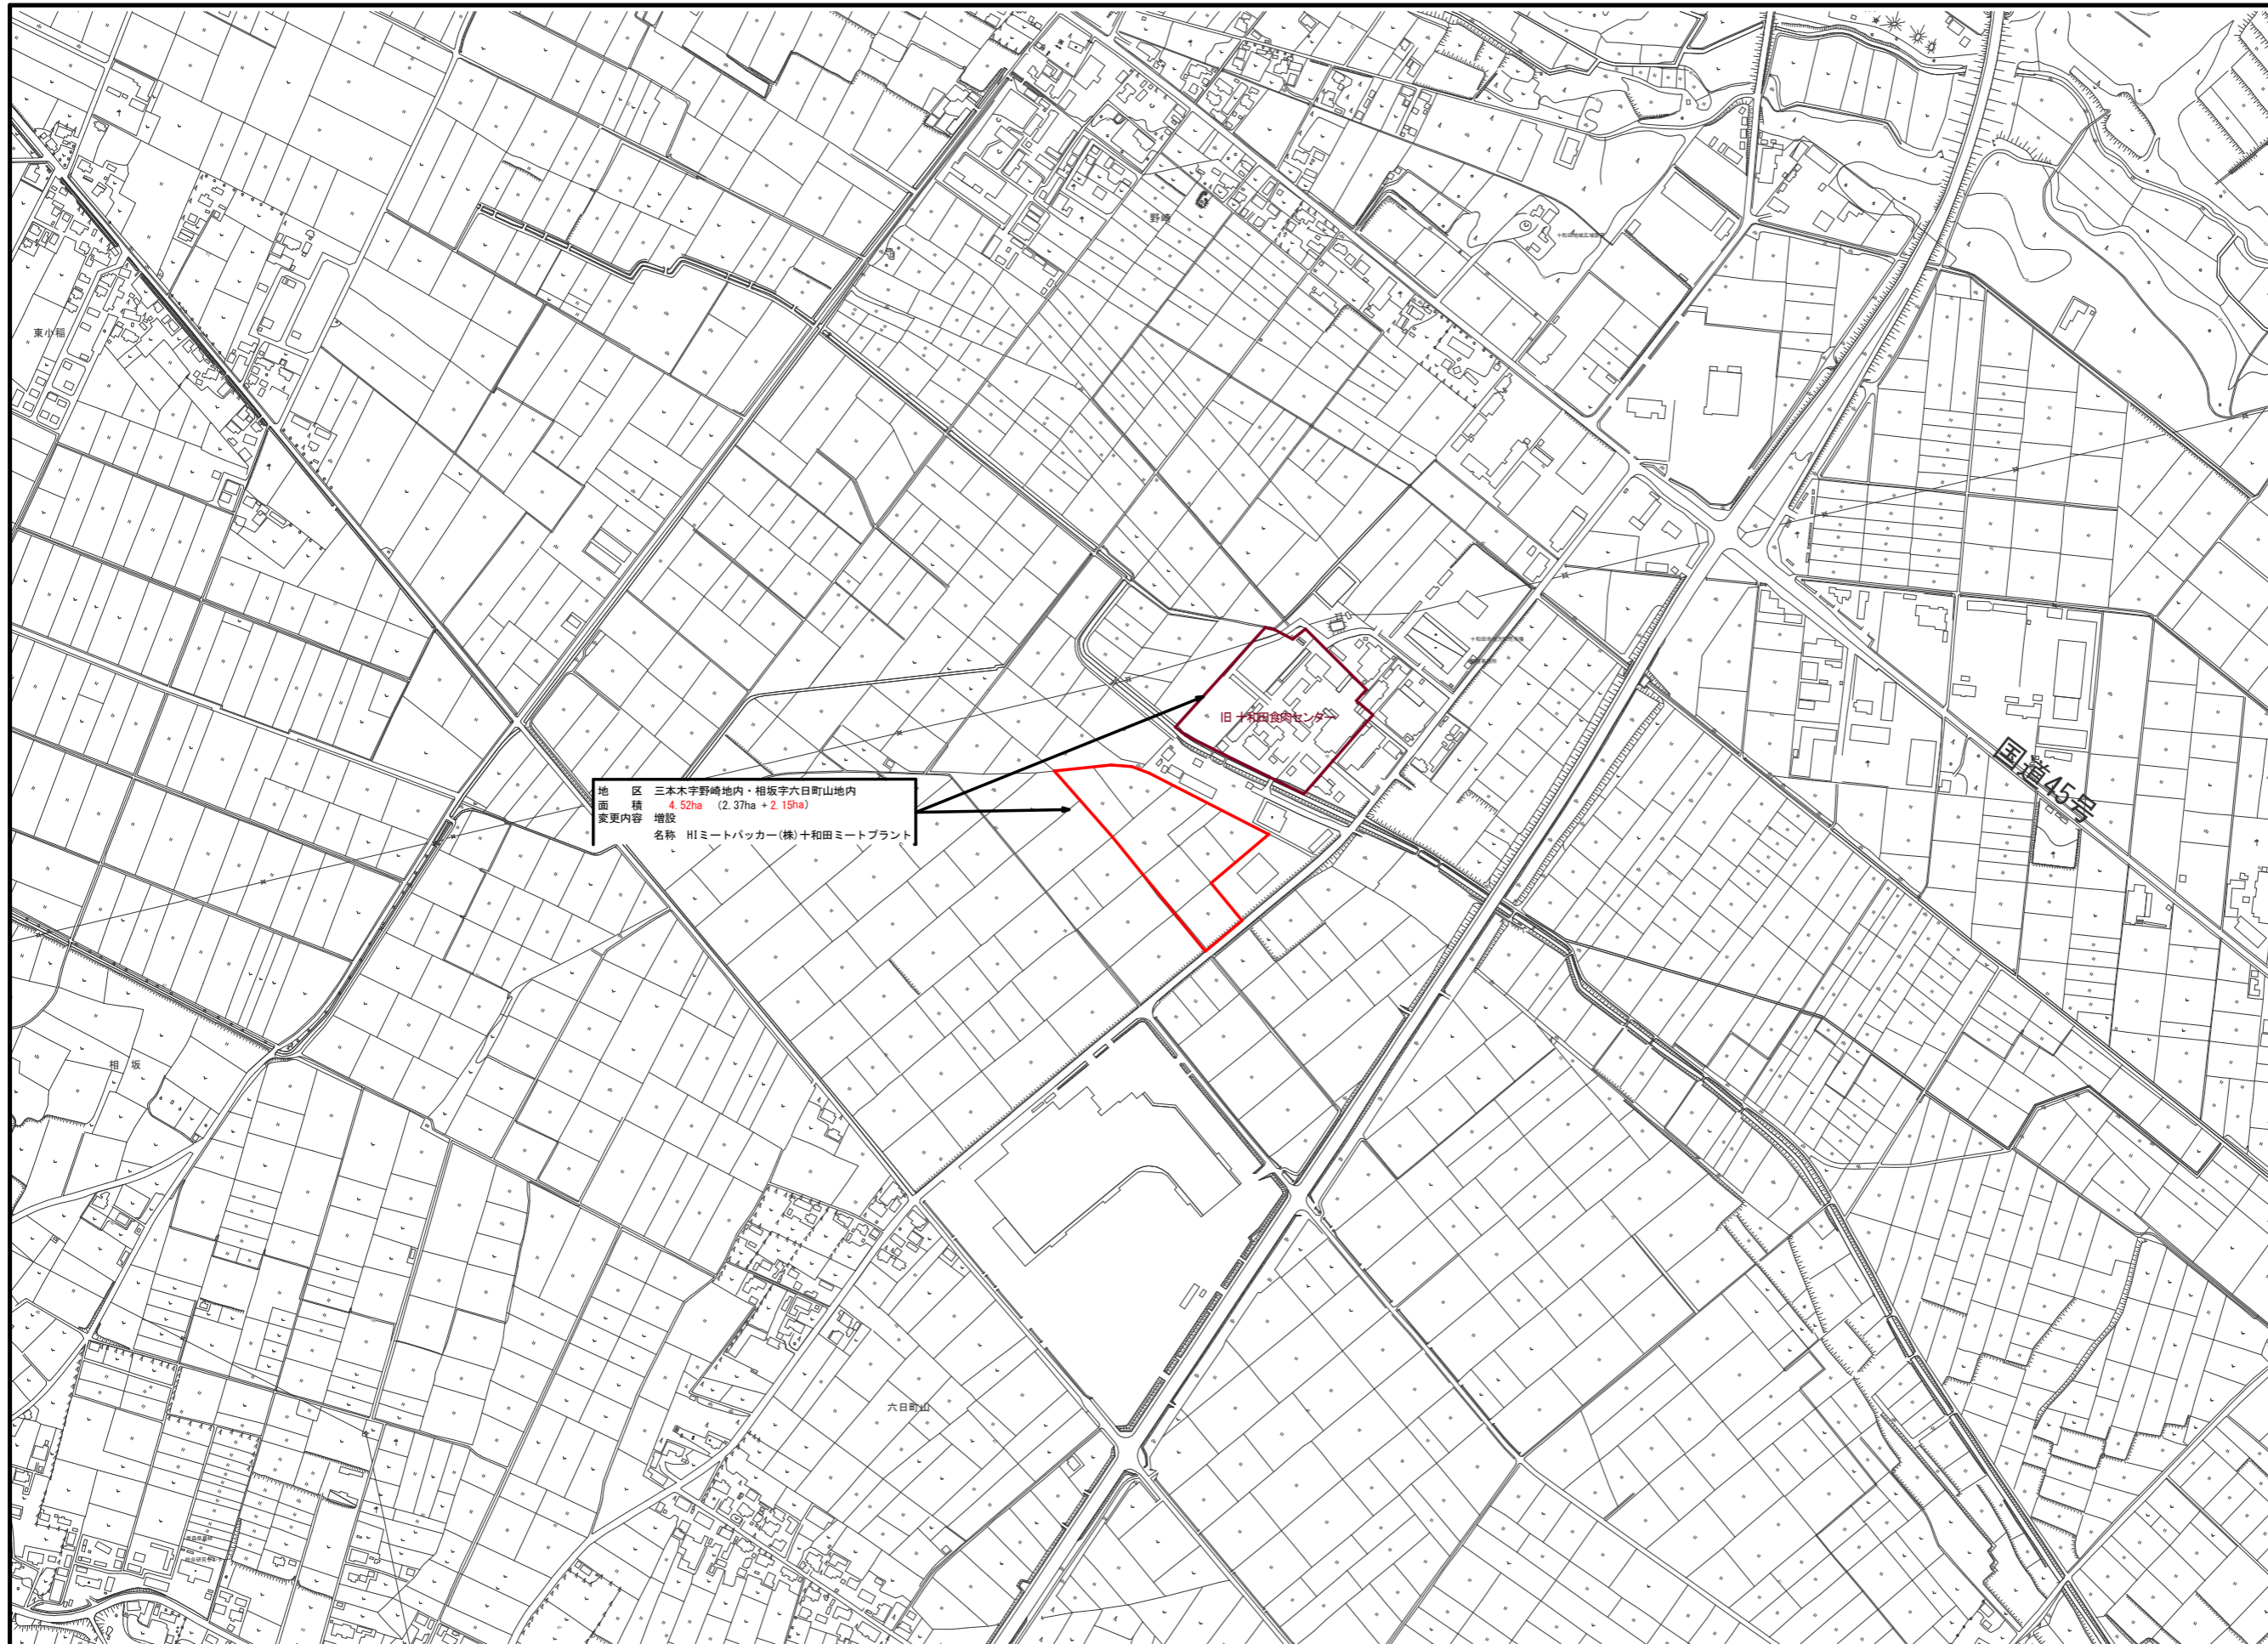 野崎
東小稲
旧 十和田食肉センター
国道45号
地　区　三本木字野崎地内・相坂字六日町山地内
面　積　4.52ha　（2.37ha + 2.15ha）
変更内容　増設
名称　HIミートパッカー(株)十和田ミートプラント
相　坂
六日町山